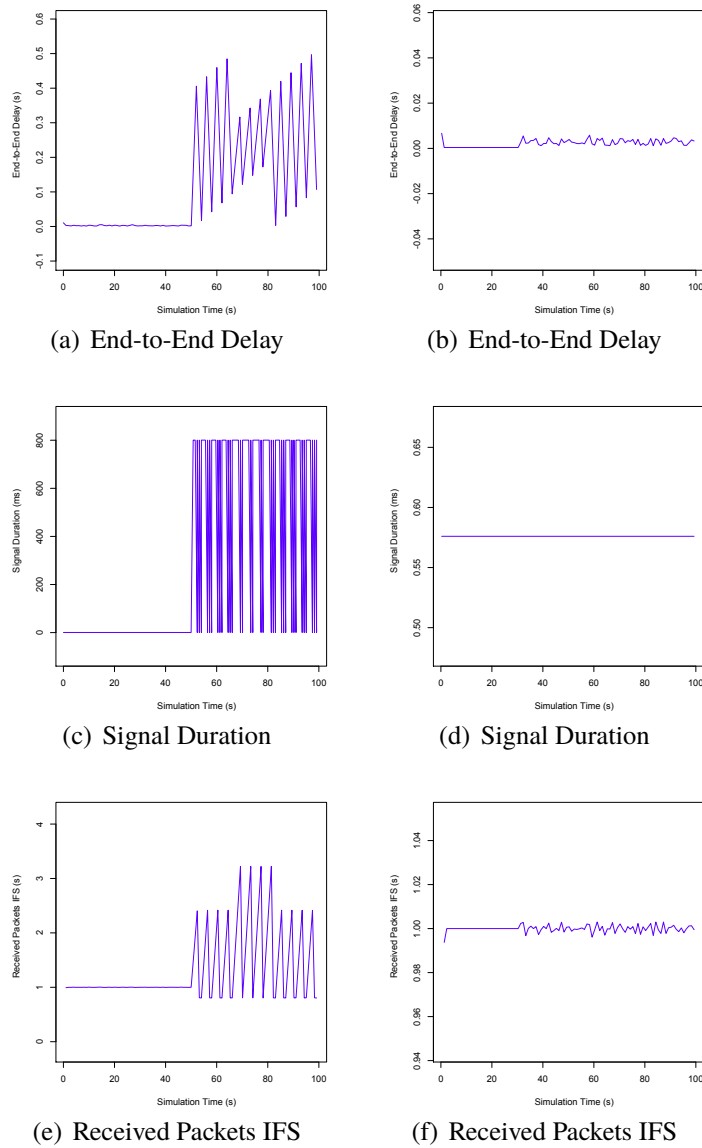 End-to-End Delay (s)
0.6
0.5
0.4
0.3
0.2
0.1
0.0
-0.1
0 20 40 60 80 100
Simulation Time (s)
(a) End-to-End Delay
End-to-End Delay (s)
0.06
0.04
0.02
0.00
-0.02
-0.04
0 20 40 60 80 100
Simulation Time (s)
(b) End-to-End Delay
Signal Duration (ms)
800
600
400
200
0
0 20 40 60 80 100
Simulation Time (s)
(c) Signal Duration
Signal Duration (ms)
0.65
0.60
0.55
0.50
0 20 40 60 80 100
Simulation Time (s)
(d) Signal Duration
Received Packets IFS (s)
4
3
2
1
0
0 20 40 60 80 100
Simulation Time (s)
(e) Received Packets IFS
Received Packets IFS (s)
1.04
1.02
1.00
0.98
0.96
0.94
0 20 40 60 80 100
Simulation Time (s)
(f) Received Packets IFS